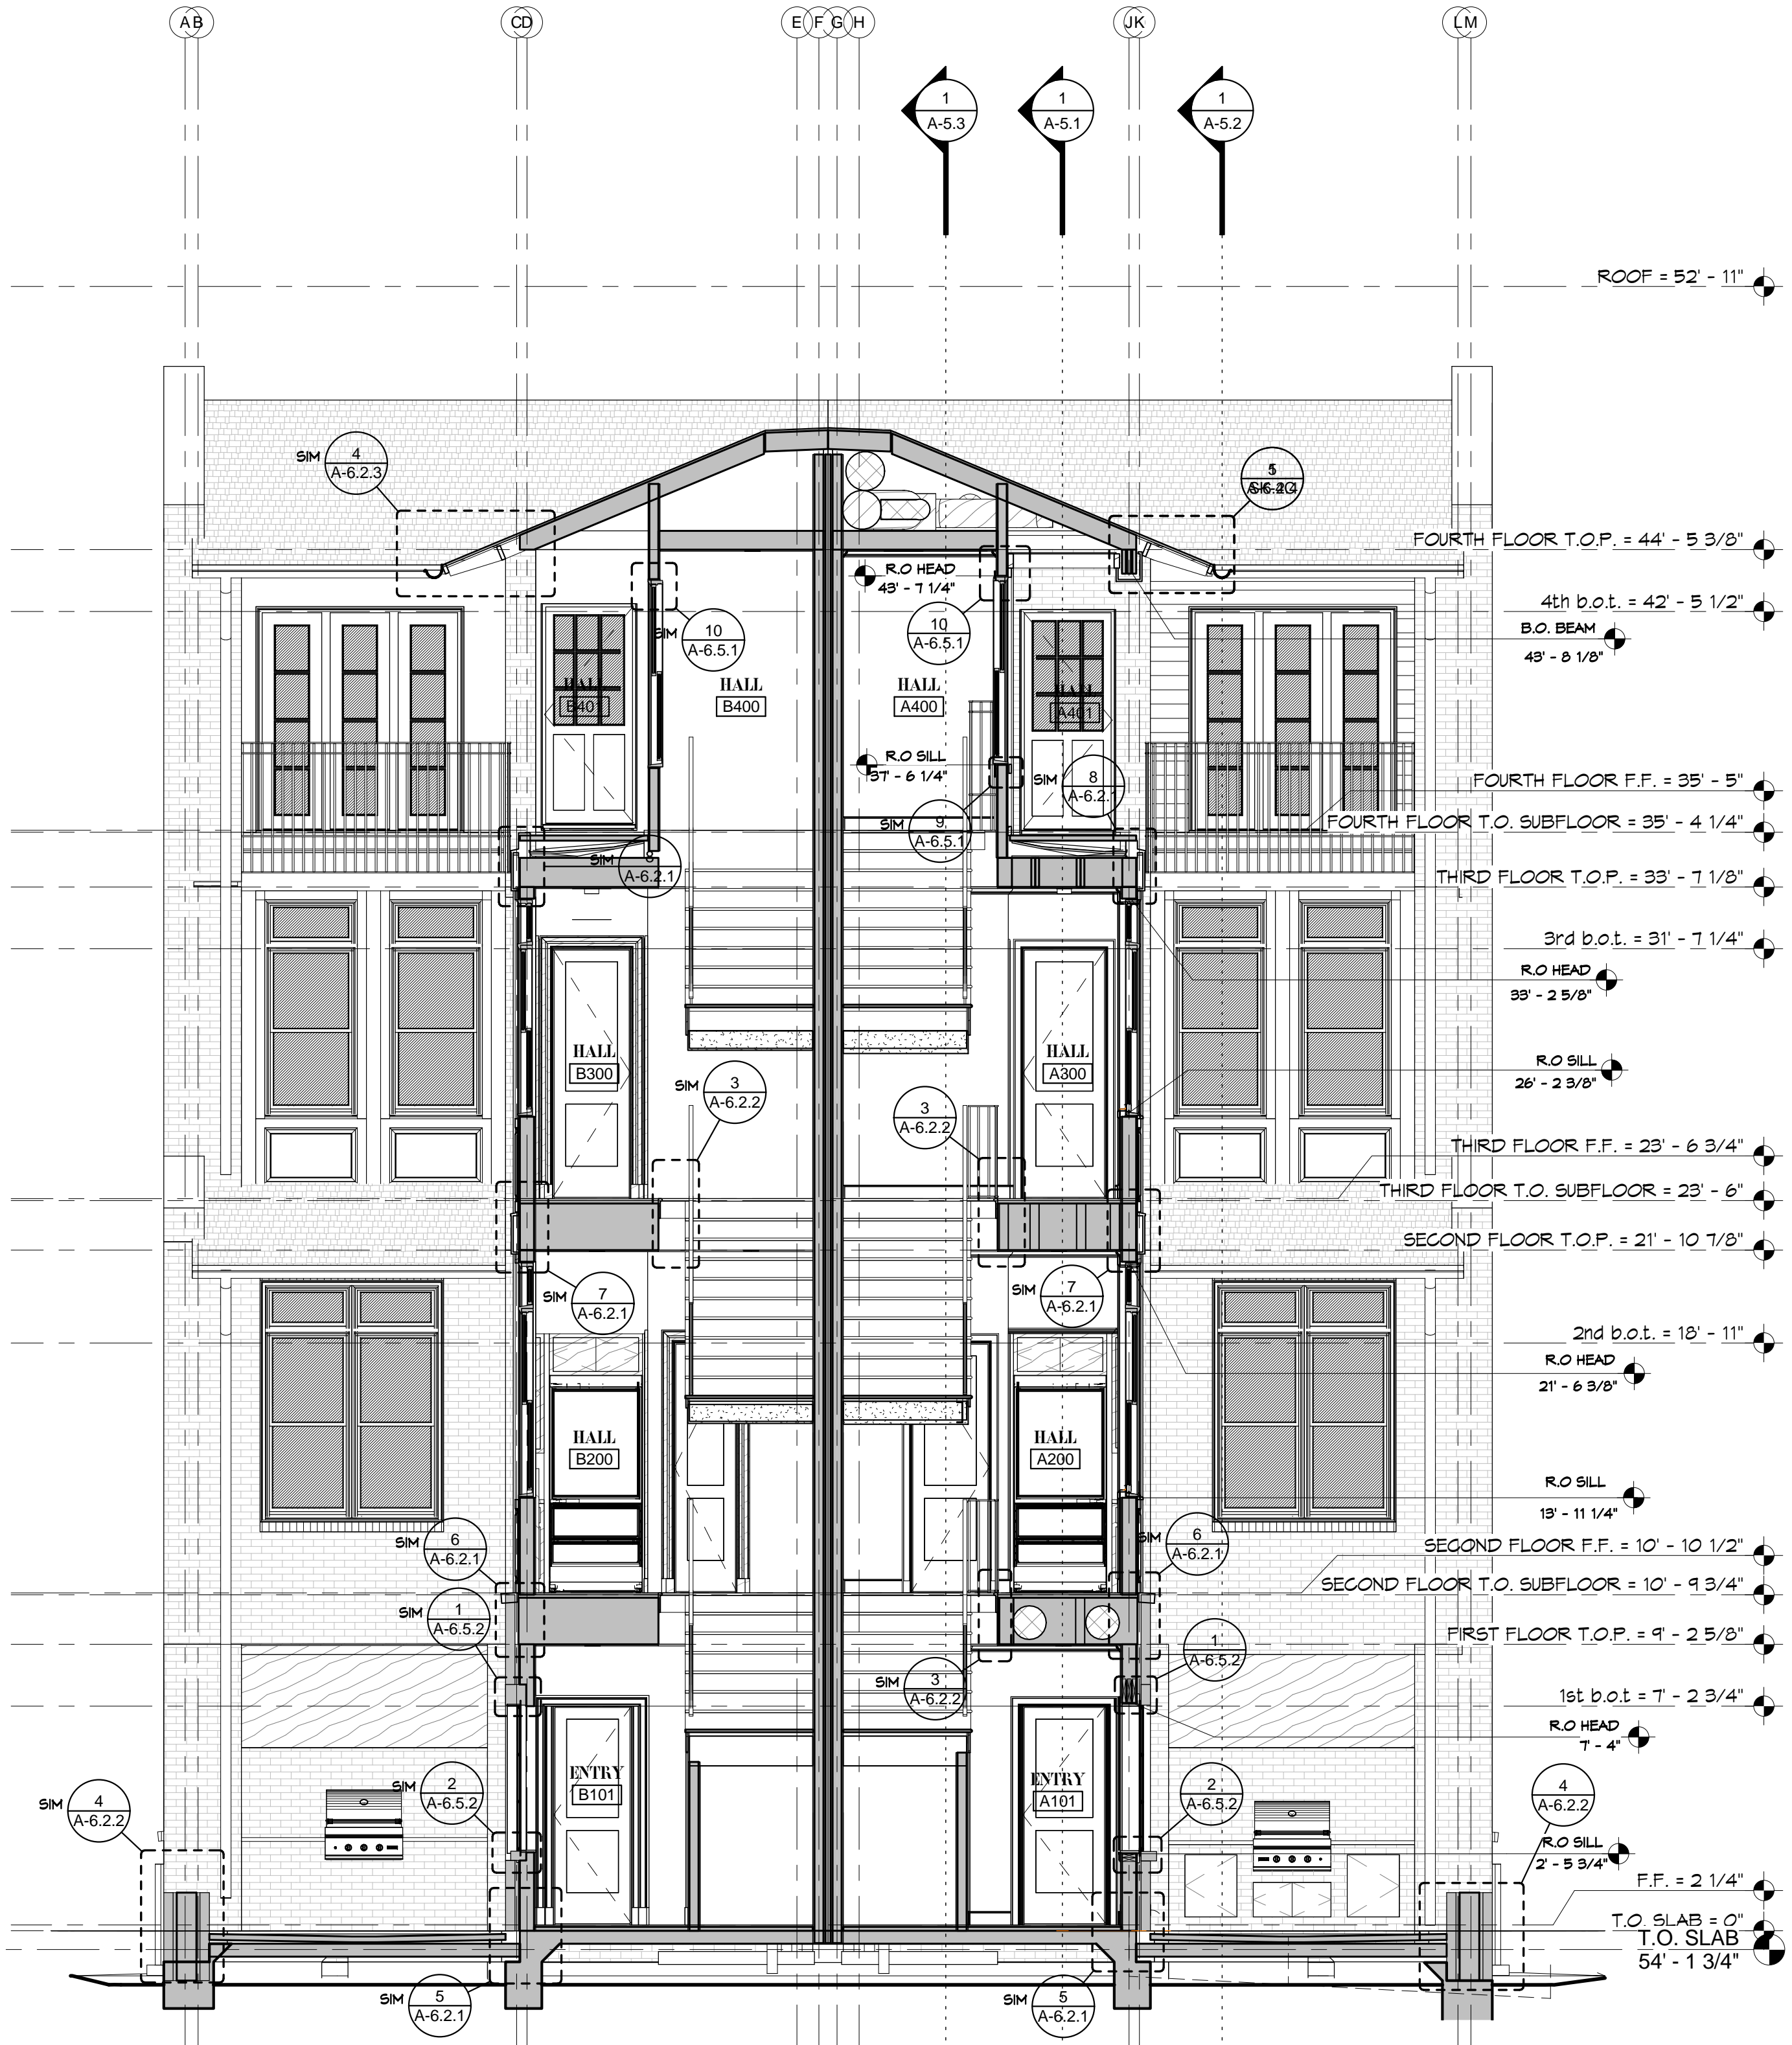 A B C D E F G H J K L M
1
A-5.3
1
A-5.1
1
A-5.2
ROOF = 52' - 11"
SIM
4
A-6.2.3
FOURTH FLOOR T.O.P. = 44' - 5 3/8"
R.O HEAD
43' - 7 1/4"
4th b.o.t. = 42' - 5 1/2"
B.O. BEAM
43' - 8 1/8"
SIM
10
A-6.5.1
10
A-6.5.1
HALL
B401
HALL
B400
HALL
A400
HALL
A401
R.O SILL
37' - 6 1/4"
SIM
8
A-6.2.1
FOURTH FLOOR F.F. = 35' - 5"
SIM
9
A-6.5.1
FOURTH FLOOR T.O. SUBFLOOR = 35' - 4 1/4"
SIM
8
A-6.2.1
THIRD FLOOR T.O.P. = 33' - 7 1/8"
3rd b.o.t. = 31' - 7 1/4"
R.O HEAD
33' - 2 5/8"
HALL
B300
HALL
A300
R.O SILL
26' - 2 3/8"
SIM
3
A-6.2.2
3
A-6.2.2
THIRD FLOOR F.F. = 23' - 6 3/4"
THIRD FLOOR T.O. SUBFLOOR = 23' - 6"
SECOND FLOOR T.O.P. = 21' - 10 7/8"
SIM
7
A-6.2.1
SIM
7
A-6.2.1
2nd b.o.t. = 18' - 11"
R.O HEAD
21' - 6 3/8"
HALL
B200
HALL
A200
R.O SILL
13' - 11 1/4"
SIM
6
A-6.2.1
SIM
6
A-6.2.1
SECOND FLOOR F.F. = 10' - 10 1/2"
SECOND FLOOR T.O. SUBFLOOR = 10' - 9 3/4"
SIM
1
A-6.5.2
1
A-6.5.2
FIRST FLOOR T.O.P. = 9' - 2 5/8"
SIM
3
A-6.2.2
1st b.o.t = 7' - 2 3/4"
R.O HEAD
7' - 4"
ENTRY
B101
ENTRY
A101
SIM
4
A-6.2.2
SIM
2
A-6.5.2
2
A-6.5.2
4
A-6.2.2
R.O SILL
2' - 5 3/4"
F.F. = 2 1/4"
T.O. SLAB = 0"
T.O. SLAB
54' - 1 3/4"
SIM
5
A-6.2.1
SIM
5
A-6.2.1